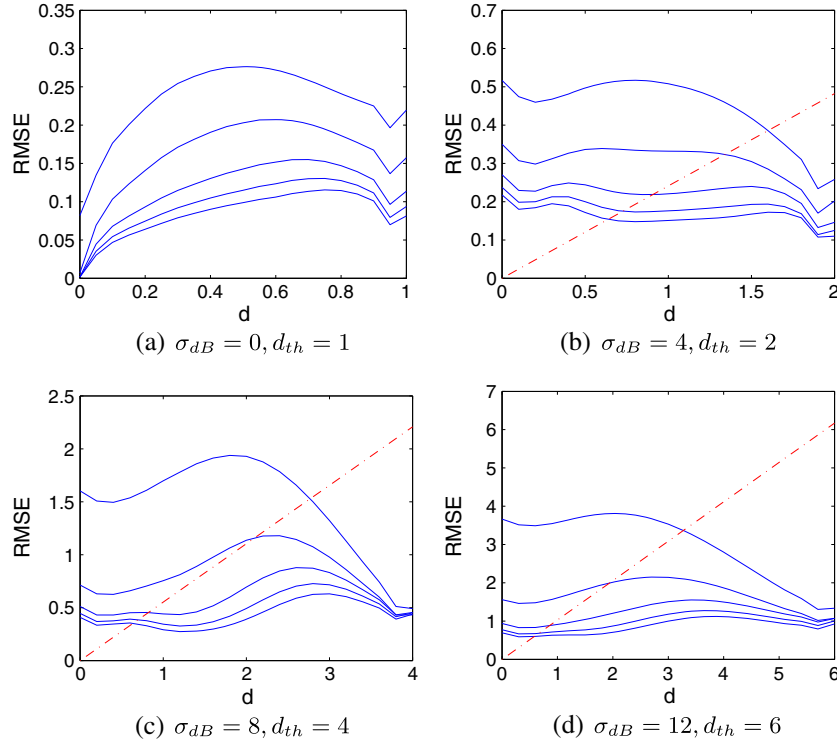 0.35
0.3
0.25
0.2
0.15
0.1
0.05
0
RMSE
0 0.2 0.4 0.6 0.8 1
d
(a) σ_dB = 0, d_th = 1
0.7
0.6
0.5
0.4
0.3
0.2
0.1
0
RMSE
0 0.5 1 1.5 2
d
(b) σ_dB = 4, d_th = 2
2.5
2
1.5
1
0.5
0
RMSE
0 1 2 3 4
d
(c) σ_dB = 8, d_th = 4
7
6
5
4
3
2
1
0
RMSE
0 1 2 3 4 5 6
d
(d) σ_dB = 12, d_th = 6